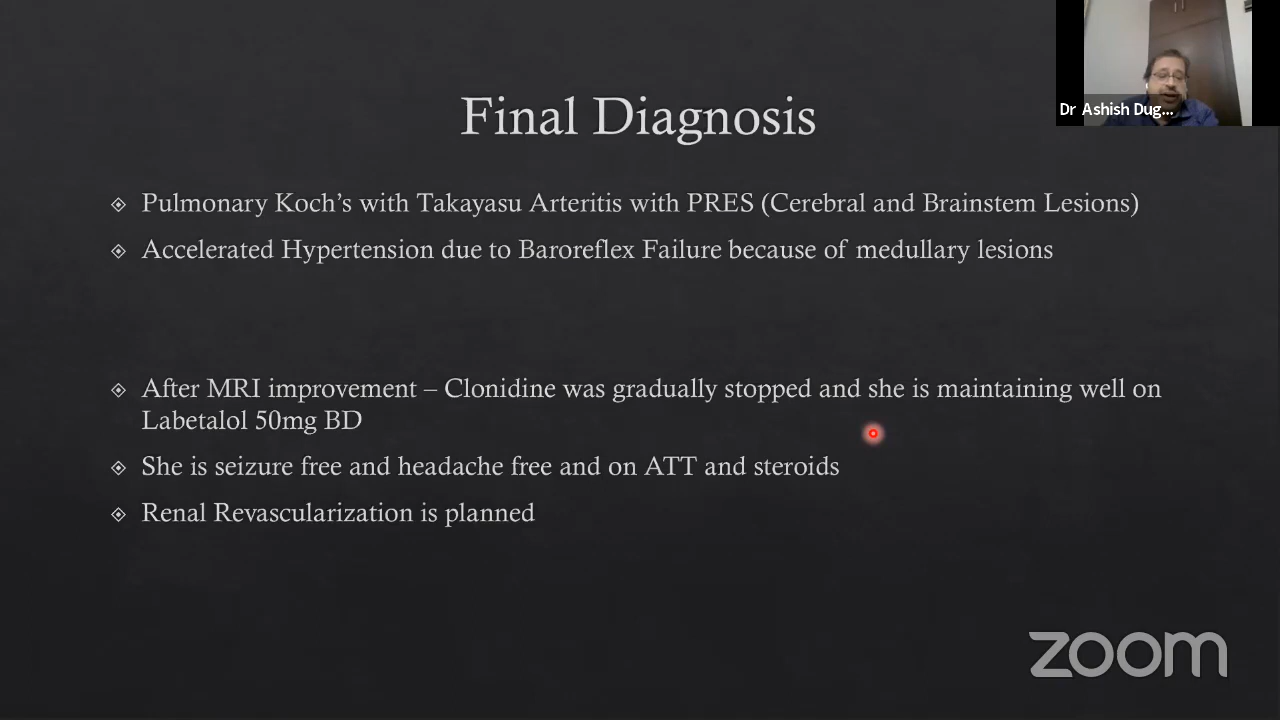 Dr Ashish Dug...
Final Diagnosis
Pulmonary Koch's with Takayasu Arteritis with PRES (Cerebral and Brainstem Lesions)
Accelerated Hypertension due to Baroreflex Failure because of medullary lesions
After MRI improvement – Clonidine was gradually stopped and she is maintaining well on
Labetalol 50mg BD
She is seizure free and headache free and on ATT and steroids
Renal Revascularization is planned
zoom